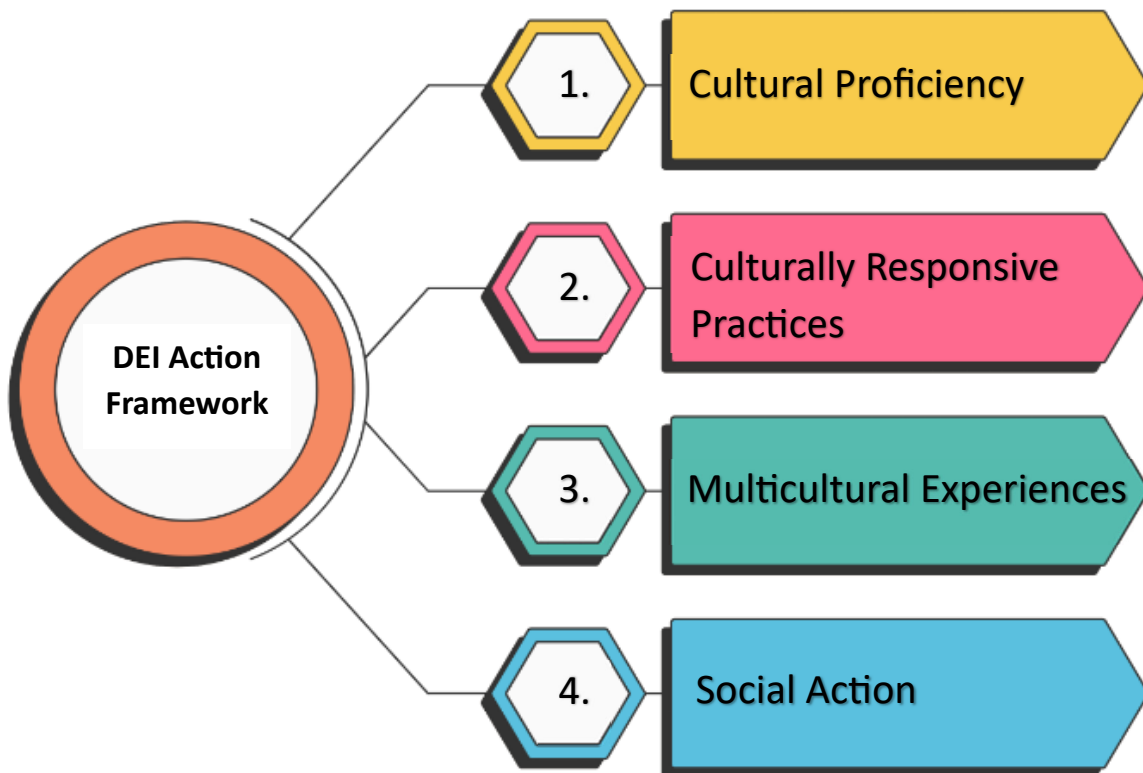 DEI Action
Framework
1.
Cultural Proficiency
2.
Culturally Responsive
Practices
3.
Multicultural Experiences
4.
Social Action